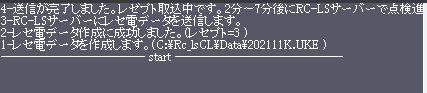 4-送信が完了しました。レセプト取込中です。2分～7分後にRC-LSサーバーで点検進
3-RC-LSサーバーにレセ電データを送信します。
2-レセ電データ作成に成功しました。(レセプト=3 )
1-レセ電データを作成します。(C:¥Rc_lsCL¥Data¥202111K.UKE )
-------------------------- start --------------------------